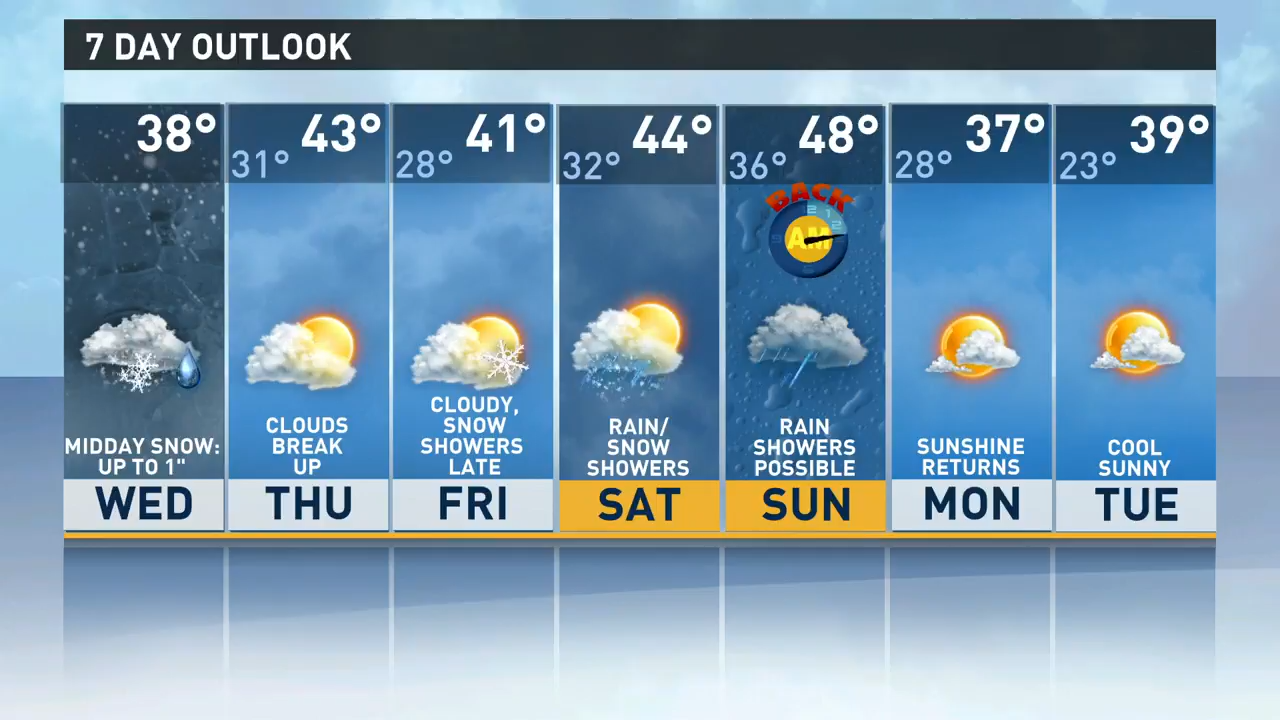 7 DAY OUTLOOK
38°
43°
31°
41°
28°
44°
32°
48°
36°
37°
28°
39°
23°
BACK
AM
MIDDAY SNOW:
UP TO 1"
CLOUDS
BREAK
UP
CLOUDY,
SNOW
SHOWERS
LATE
RAIN/
SNOW
SHOWERS
RAIN
SHOWERS
POSSIBLE
SUNSHINE
RETURNS
COOL
SUNNY
WED
THU
FRI
SAT
SUN
MON
TUE